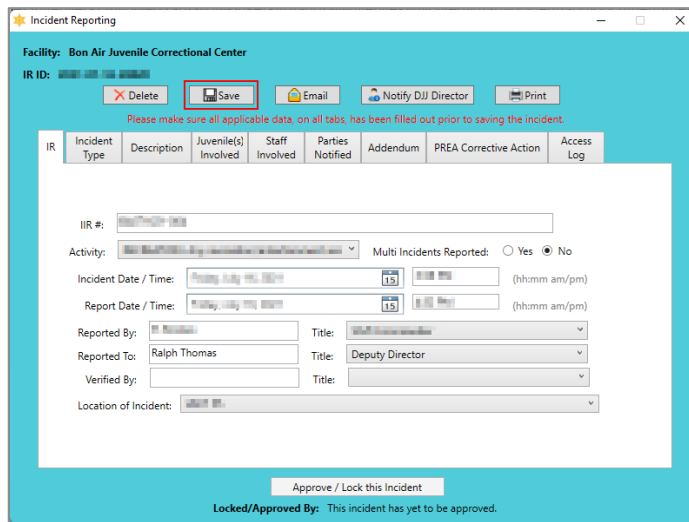 Incident Reporting
Facility: Bon Air Juvenile Correctional Center
IR ID:
Delete Save Email Notify DJJ Director Print
Please make sure all applicable data, on all tabs, has been filled out prior to saving the incident.
IR Incident Type Description Juvenile(s) Involved Staff Involved Parties Notified Addendum PREA Corrective Action Access Log
IIR #:
Activity: Multi Incidents Reported: Yes No
Incident Date / Time: 15 (hh:mm am/pm)
Report Date / Time: 15 (hh:mm am/pm)
Reported By: Title:
Reported To: Ralph Thomas Title: Deputy Director
Verified By: Title:
Location of Incident:
Approve / Lock this Incident
Locked/Approved By: This incident has yet to be approved.